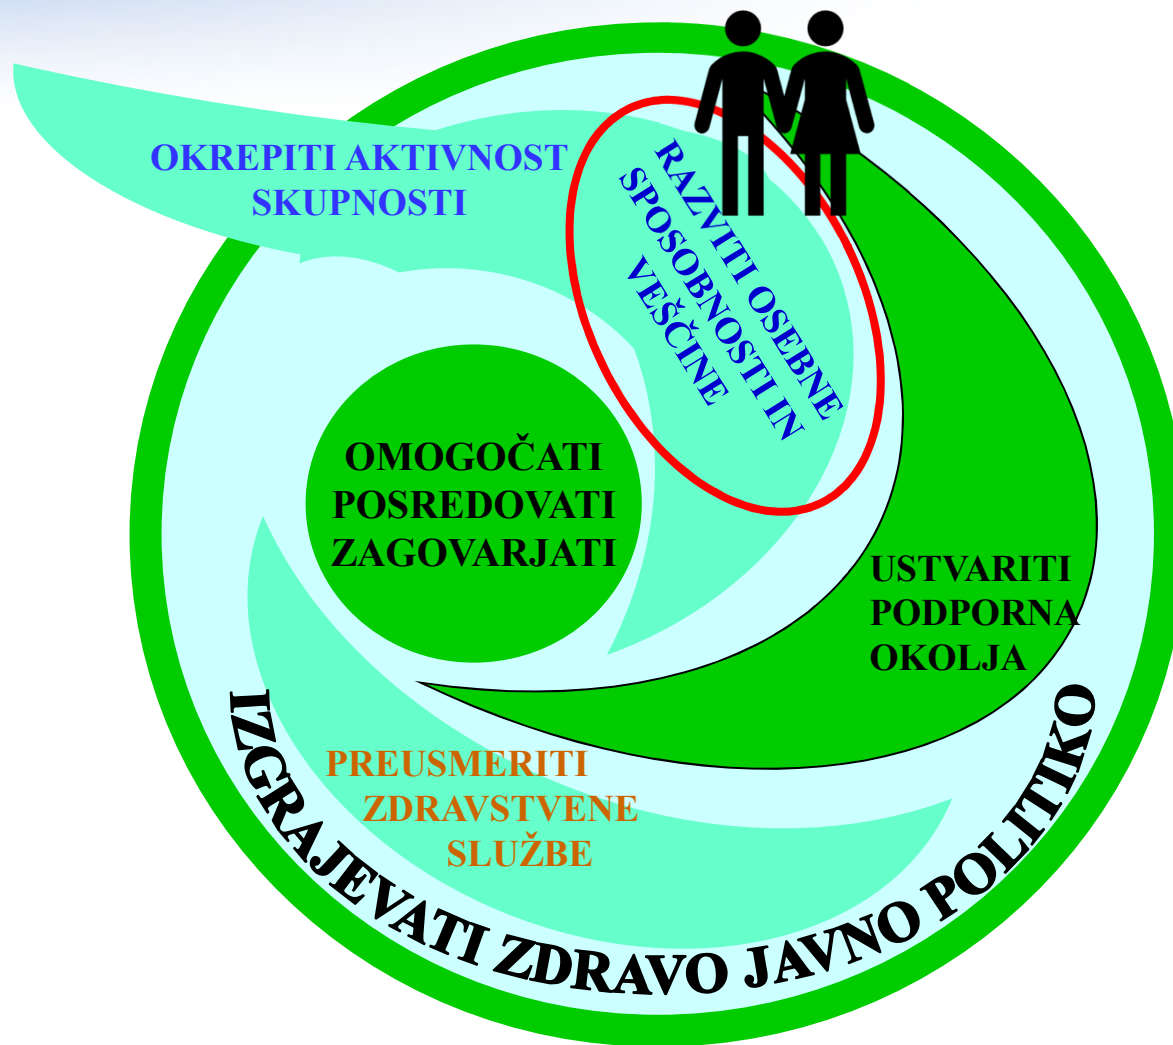 OKREPITI AKTIVNOST
SKUPNOSTI
RAZVITI OSEBNE
SPOSOBNOSTI IN
VEŠČINE
OMOGOČATI
POSREDOVATI
ZAGOVARJATI
USTVARITI
PODPORNA
OKOLJA
PREUSMERITI
ZDRAVSTVENE
SLUŽBE
IZGRAJEVATI ZDRAVO JAVNO POLITIKO